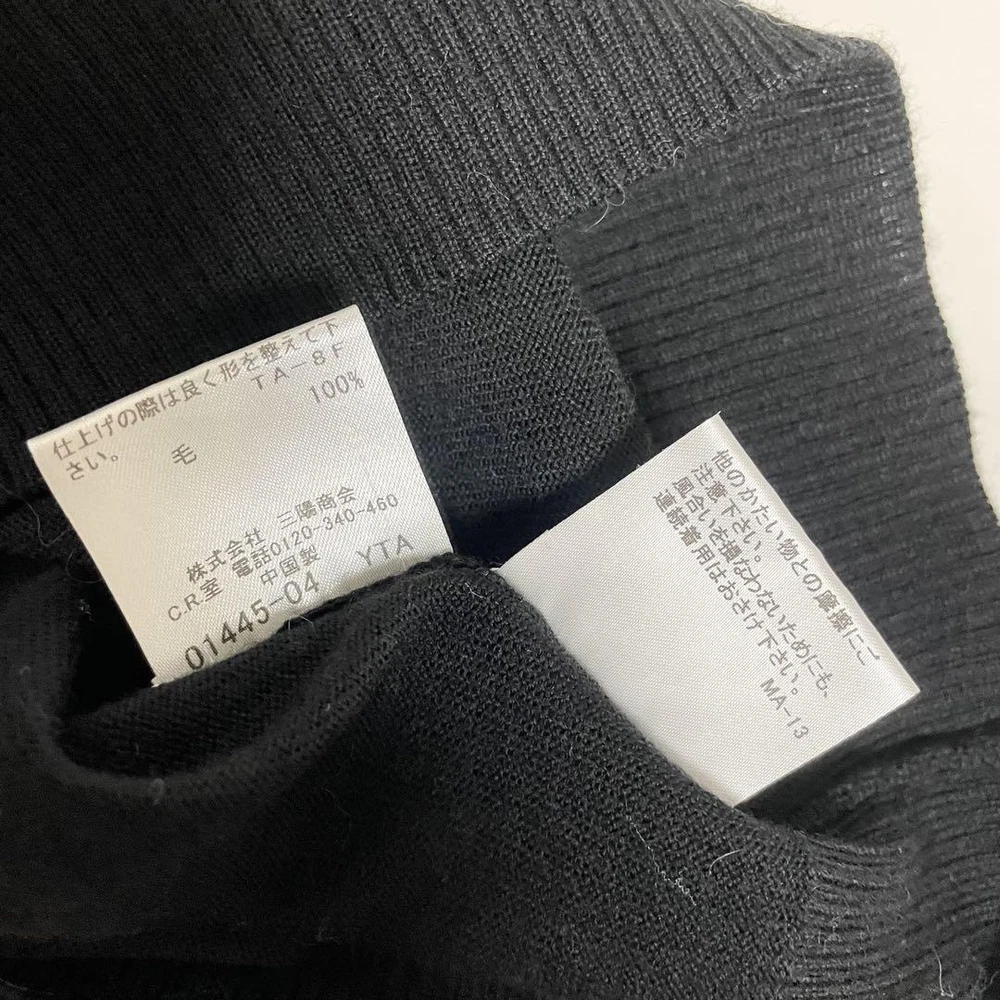 仕上げの際は良く形を整えて下
さい。
TA-8F
毛 100%
株式会社 三陽商会
C.R.室 電話0120-340-460
中国製
01445-04 YTA
他のかたい物との摩擦にご
注意下さい。
風合いを損なわないためにも、
連続着用はおさけ下さい。
MA-13